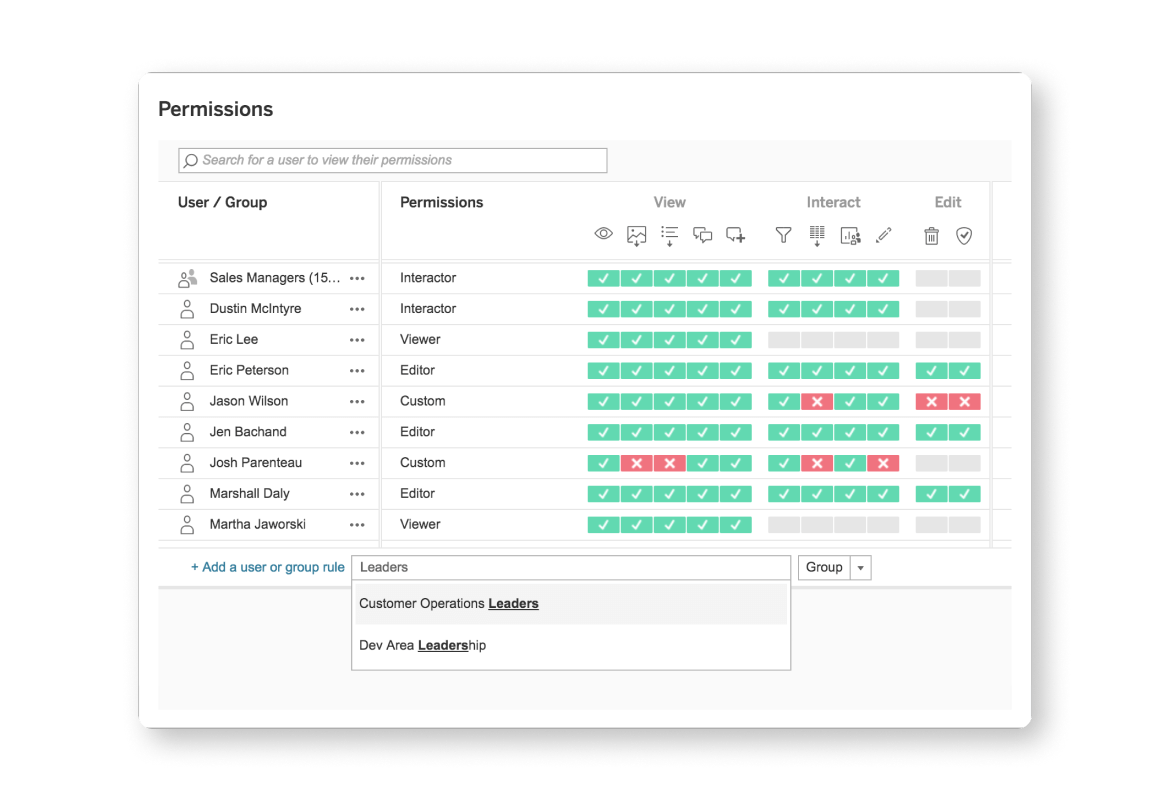 Permissions
Search for a user to view their permissions
User / Group Permissions View Interact Edit
Sales Managers (15... ••• Interactor
Dustin McIntyre ••• Interactor
Eric Lee ••• Viewer
Eric Peterson ••• Editor
Jason Wilson ••• Custom
Jen Bachand ••• Editor
Josh Parenteau ••• Custom
Marshall Daly ••• Editor
Martha Jaworski ••• Viewer
+ Add a user or group rule Leaders Group
Customer Operations Leaders
Dev Area Leadership